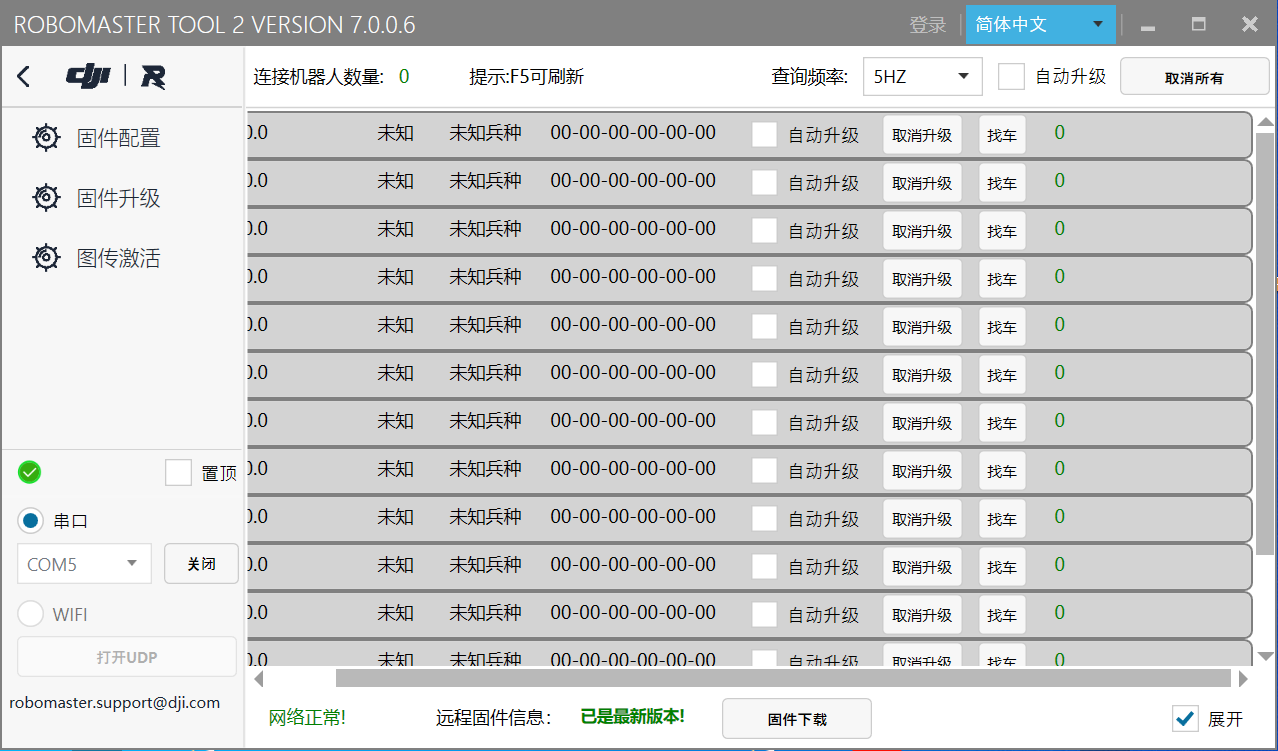 ROBOMASTER TOOL 2 VERSION 7.0.0.6 登录 简体中文
dji R 连接机器人数量: 0 提示:F5可刷新 查询频率: 5HZ 自动升级 取消所有
固件配置
固件升级
图传激活
0.0 未知 未知兵种 00-00-00-00-00-00 自动升级 取消升级 找车 0
0.0 未知 未知兵种 00-00-00-00-00-00 自动升级 取消升级 找车 0
0.0 未知 未知兵种 00-00-00-00-00-00 自动升级 取消升级 找车 0
0.0 未知 未知兵种 00-00-00-00-00-00 自动升级 取消升级 找车 0
0.0 未知 未知兵种 00-00-00-00-00-00 自动升级 取消升级 找车 0
0.0 未知 未知兵种 00-00-00-00-00-00 自动升级 取消升级 找车 0
0.0 未知 未知兵种 00-00-00-00-00-00 自动升级 取消升级 找车 0
0.0 未知 未知兵种 00-00-00-00-00-00 自动升级 取消升级 找车 0
0.0 未知 未知兵种 00-00-00-00-00-00 自动升级 取消升级 找车 0
0.0 未知 未知兵种 00-00-00-00-00-00 自动升级 取消升级 找车 0
0.0 未知 未知兵种 00-00-00-00-00-00 自动升级 取消升级 找车 0
0.0 未知 未知兵种 00-00-00-00-00-00 自动升级 取消升级 找车 0
置顶
串口
COM5 关闭
WIFI
打开UDP
robomaster.support@dji.com
网络正常! 远程固件信息: 已是最新版本! 固件下载 展开